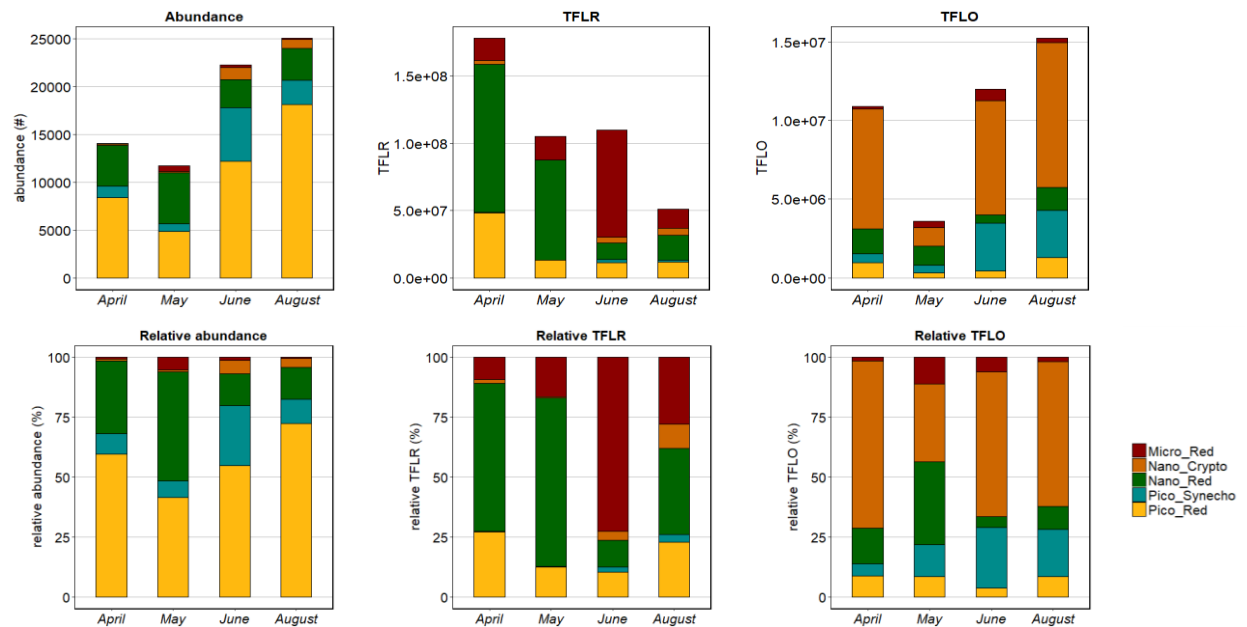 Abundance
TFLR
TFLO
abundance (#)
25000
20000
15000
10000
5000
0
April May June August
TFLR
1.5e+08
1.0e+08
5.0e+07
0.0e+00
April May June August
TFLO
1.5e+07
1.0e+07
5.0e+06
0.0e+00
April May June August
Relative abundance
Relative TFLR
Relative TFLO
relative abundance (%)
100
75
50
25
0
April May June August
relative TFLR (%)
100
75
50
25
0
April May June August
relative TFLO (%)
100
75
50
25
0
April May June August
Micro_Red
Nano_Crypto
Nano_Red
Pico_Synecho
Pico_Red